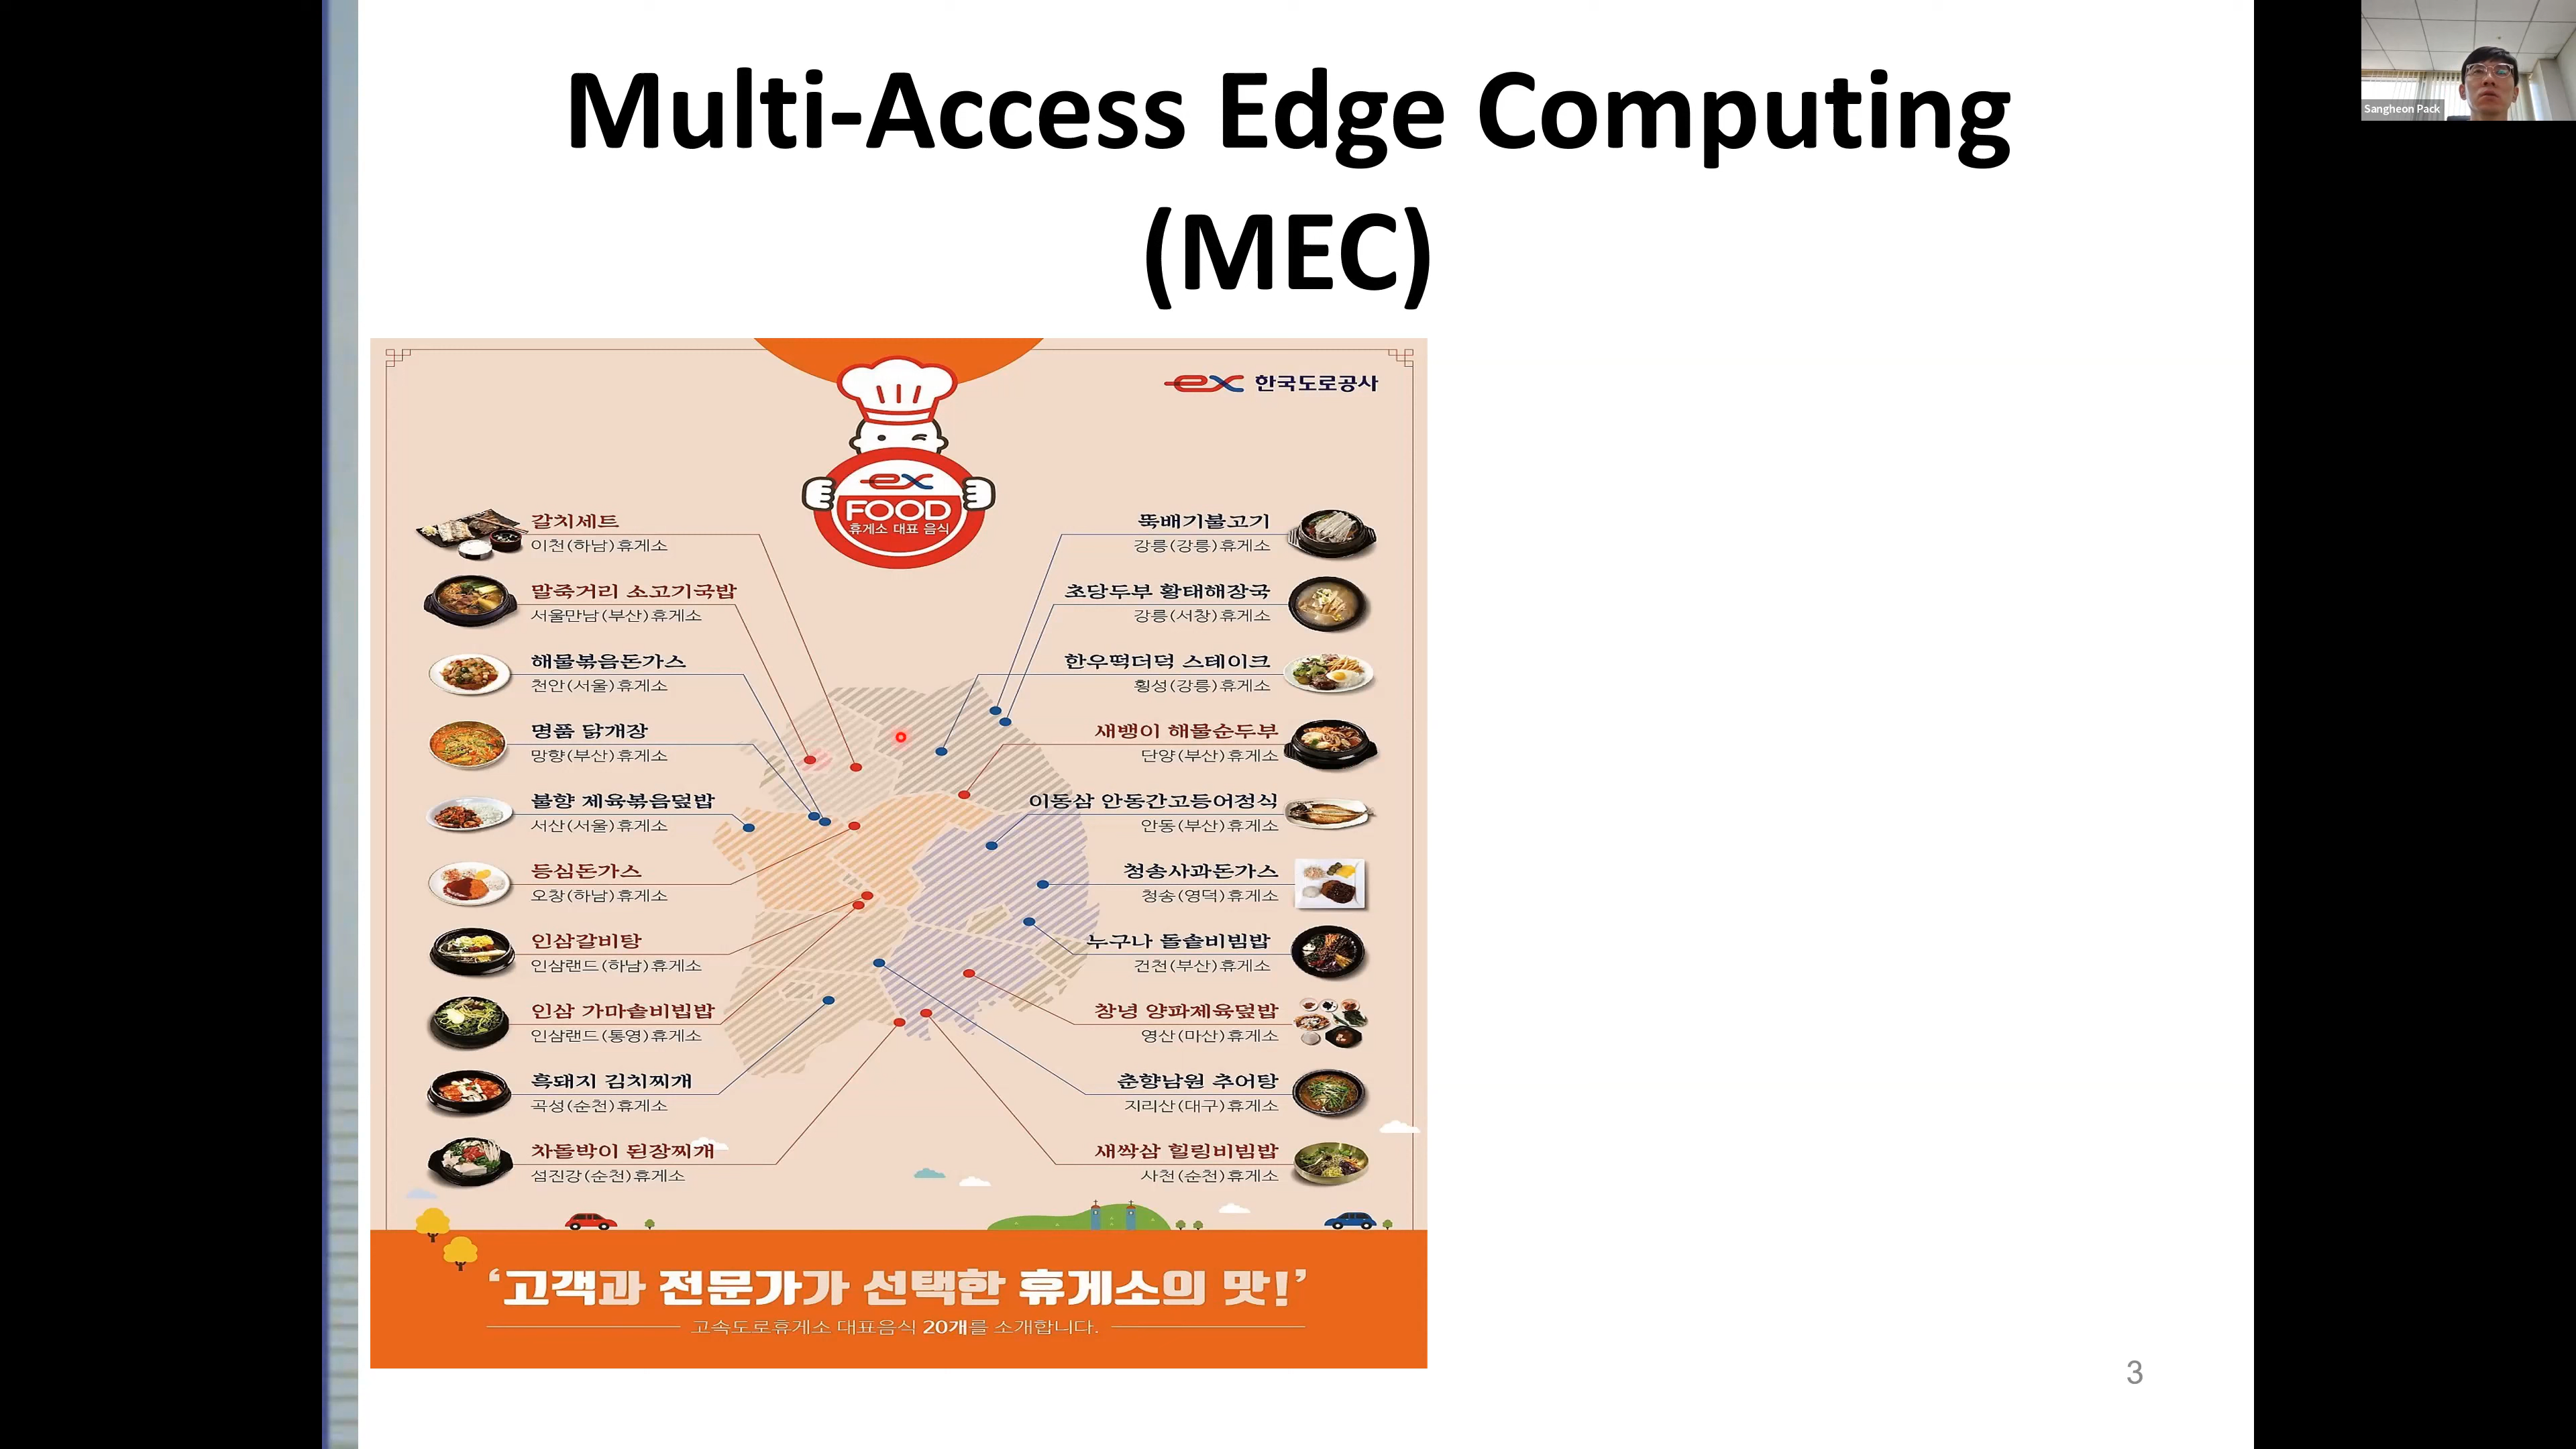 Multi-Access Edge Computing
(MEC)
Sangheon Pack
ex 한국도로공사
ex
FOOD
휴게소 대표 음식
갈치세트
이천(하남)휴게소
말죽거리 소고기국밥
서울만남(부산)휴게소
해물볶음돈가스
천안(서울)휴게소
명품 닭개장
망향(부산)휴게소
불향 제육볶음덮밥
서산(서울)휴게소
등심돈가스
오창(하남)휴게소
인삼갈비탕
인삼랜드(하남)휴게소
인삼 가마솥비빔밥
인삼랜드(통영)휴게소
흑돼지 김치찌개
곡성(순천)휴게소
차돌박이 된장찌개
섬진강(순천)휴게소
뚝배기불고기
강릉(강릉)휴게소
초당두부 황태해장국
강릉(서창)휴게소
한우떡더덕 스테이크
횡성(강릉)휴게소
새뱅이 해물순두부
단양(부산)휴게소
이동삼 안동간고등어정식
안동(부산)휴게소
청송사과돈가스
청송(영덕)휴게소
누구나 돌솥비빔밥
건천(부산)휴게소
창녕 양파제육덮밥
영산(마산)휴게소
춘향남원 추어탕
지리산(대구)휴게소
새싹삼 힐링비빔밥
사천(순천)휴게소
‘고객과 전문가가 선택한 휴게소의 맛!’
고속도로휴게소 대표음식 20개를 소개합니다.
3